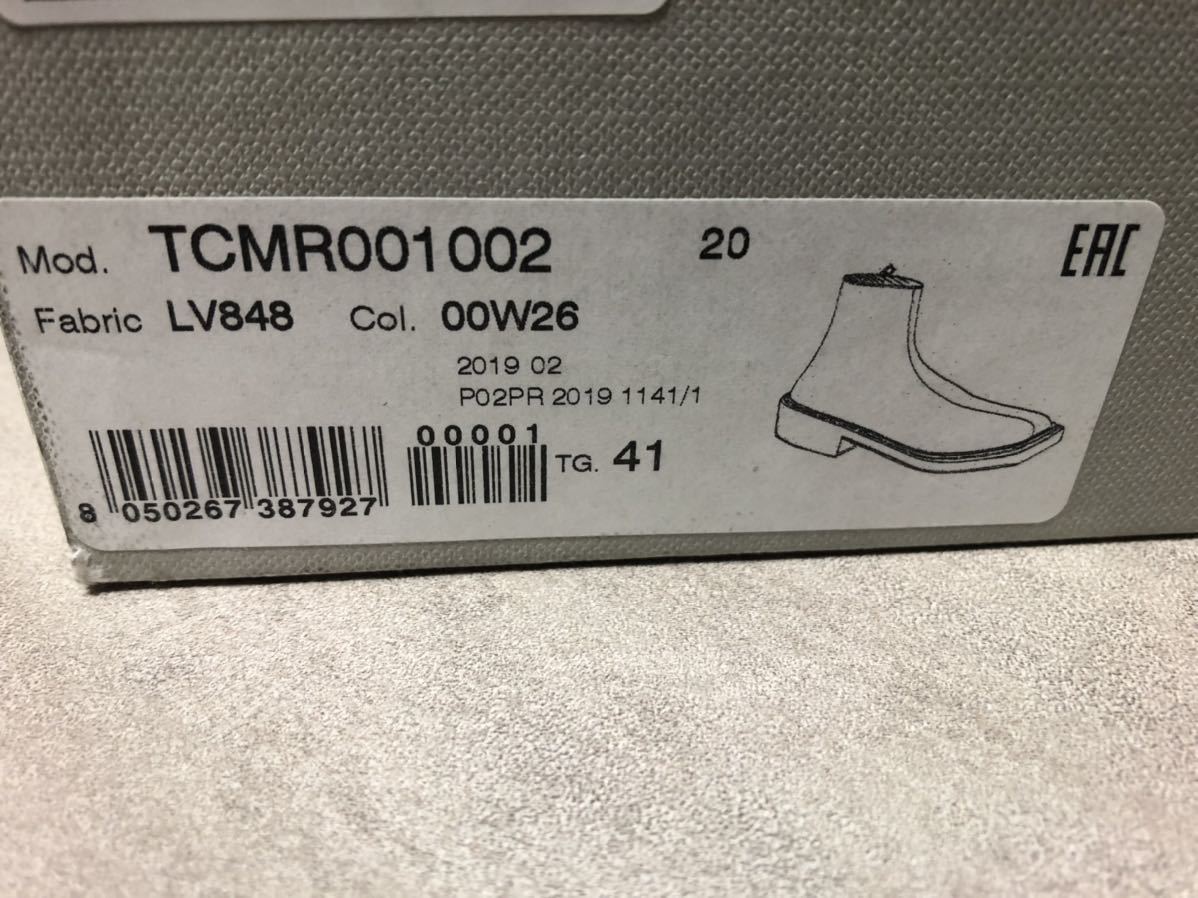 Mod. TCMR001002 20 EAC
Fabric LV848 Col. 00W26
2019 02
P02PR 2019 1141/1
00001
TG. 41
8 050267 387927